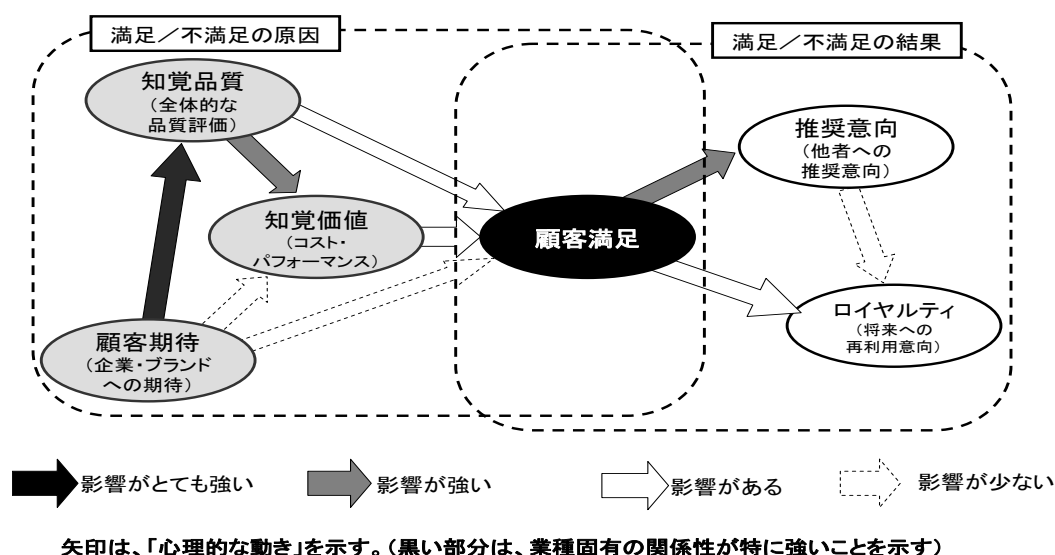 満足／不満足の原因
満足／不満足の結果
知覚品質
（全体的な
品質評価）
推奨意向
（他者への
推奨意向）
知覚価値
（コスト・
パフォーマンス）
顧客満足
ロイヤルティ
（将来への
再利用意向）
顧客期待
（企業・ブランド
への期待）
影響がとても強い
影響が強い
影響がある
影響が少ない
矢印は、「心理的な動き」を示す。（黒い部分は、業種固有の関係性が特に強いことを示す）